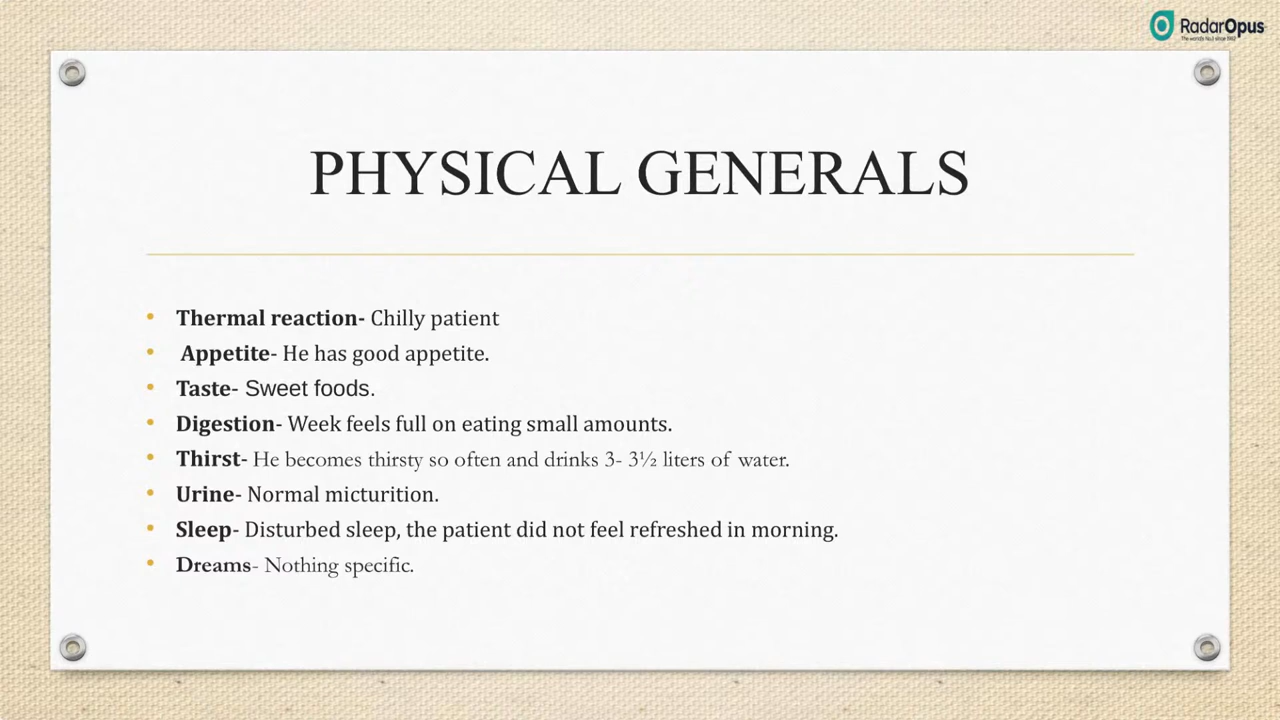 RadarOpus
PHYSICAL GENERALS
• Thermal reaction- Chilly patient
• Appetite- He has good appetite.
• Taste- Sweet foods.
• Digestion- Week feels full on eating small amounts.
• Thirst- He becomes thirsty so often and drinks 3- 3½ liters of water.
• Urine- Normal micturition.
• Sleep- Disturbed sleep, the patient did not feel refreshed in morning.
• Dreams- Nothing specific.